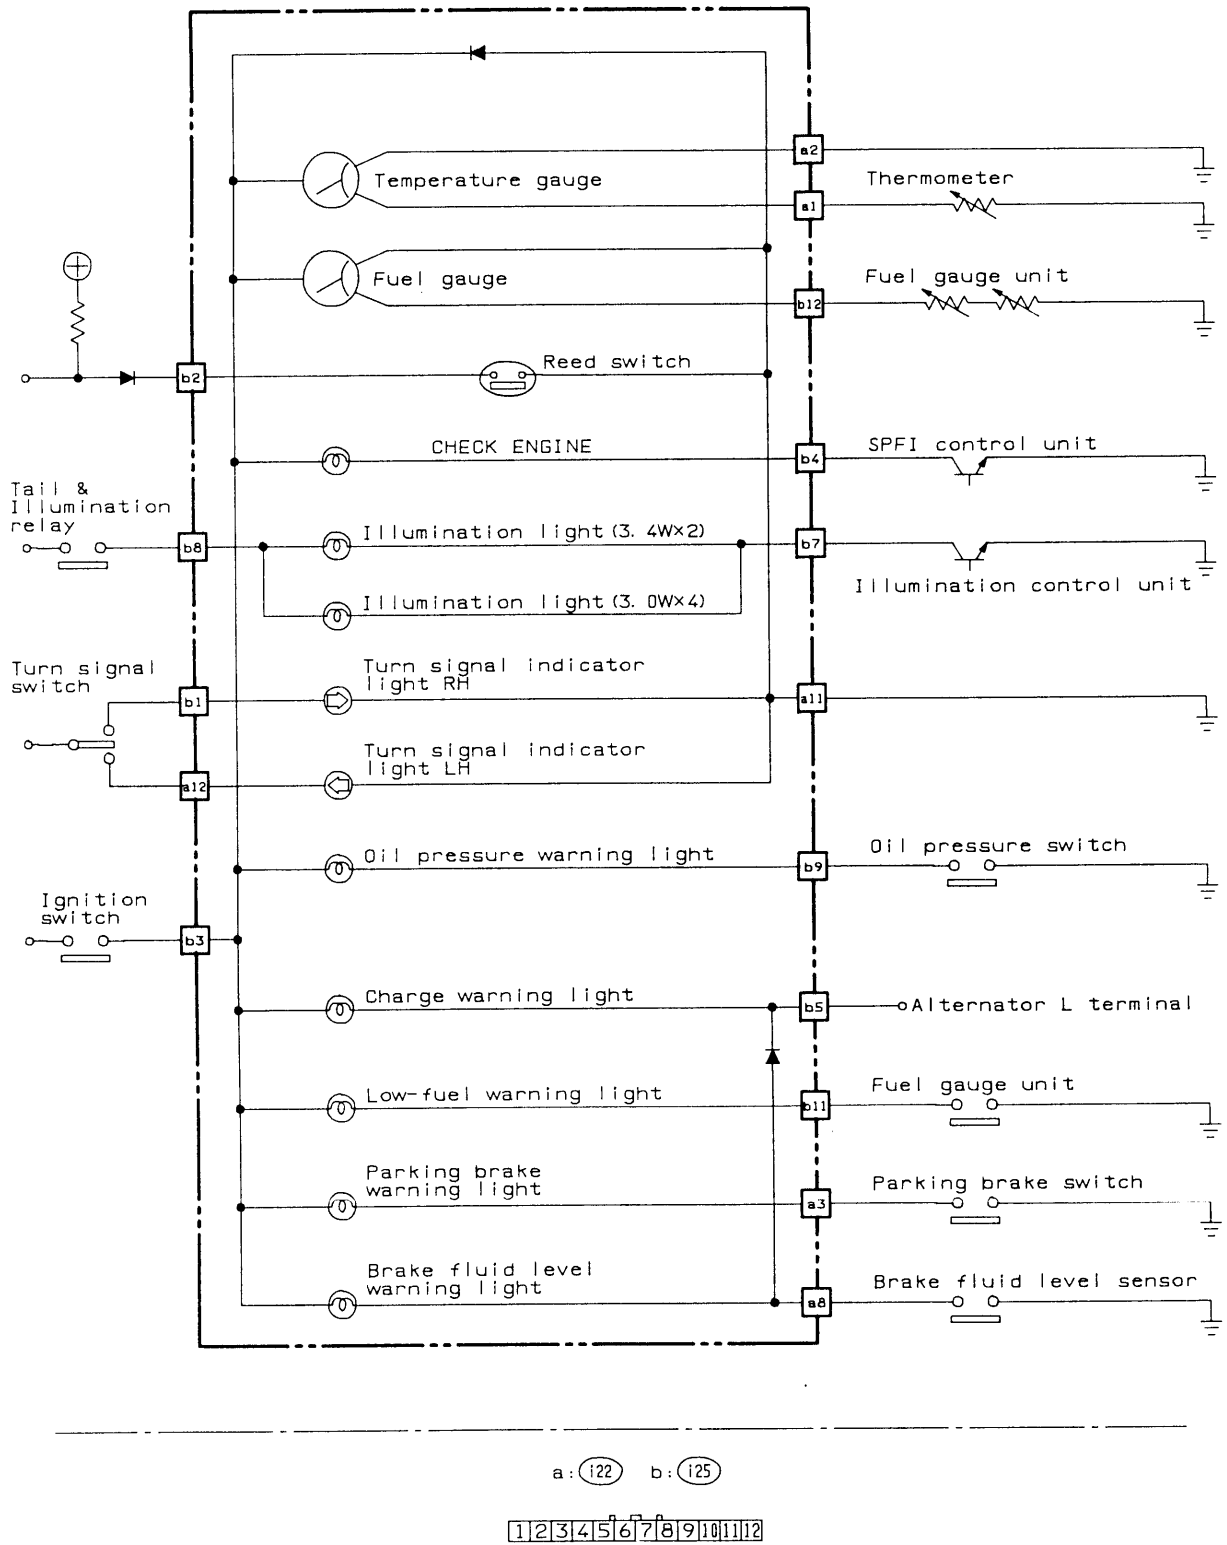 a2
Temperature gauge
Thermometer
a1
Fuel gauge
Fuel gauge unit
b12
Reed switch
b2
CHECK ENGINE
SPFI control unit
b4
Tail &
Illumination
relay
b8
Illumination light (3. 4W×2)
b7
Illumination control unit
Illumination light (3. 0W×4)
Turn signal
switch
b1
Turn signal indicator
light RH
a11
Turn signal indicator
light LH
a12
Oil pressure warning light
b9
Oil pressure switch
Ignition
switch
b3
Charge warning light
b5
Alternator L terminal
Low-fuel warning light
b11
Fuel gauge unit
Parking brake
warning light
a3
Parking brake switch
Brake fluid level
warning light
a8
Brake fluid level sensor
a: i22 b: i25
1 2 3 4 5 6 7 8 9 10 11 12